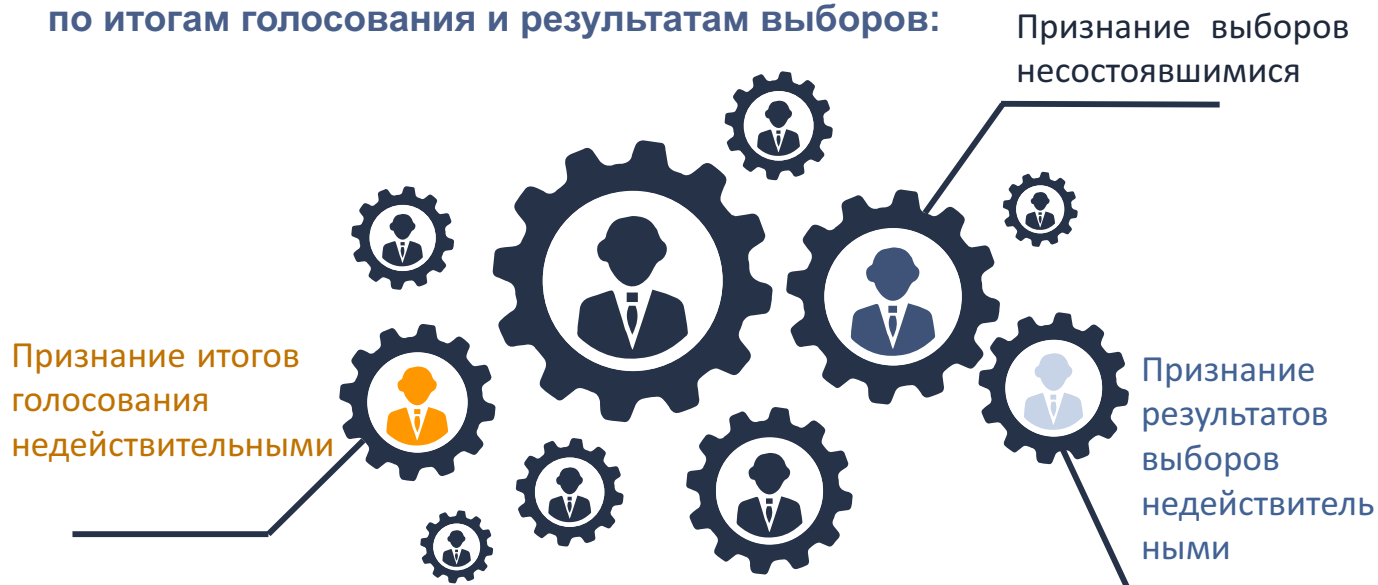 по итогам голосования и результатам выборов:
Признание выборов
несостоявшимися
Признание итогов
голосования
недействительными
Признание
результатов
выборов
недействитель
ными